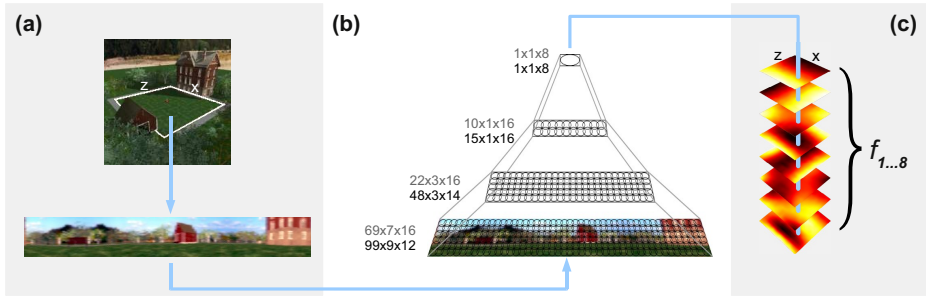 (a)
z x
(b)
1x1x8
1x1x8
10x1x16
15x1x16
22x3x16
48x3x14
69x7x16
99x9x12
(c)
z x
f1...8